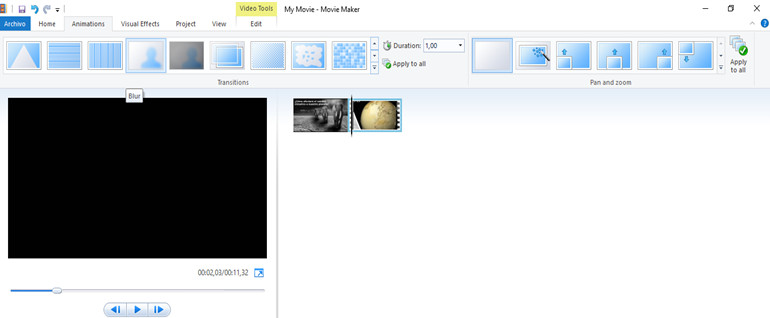 Video Tools
My Movie - Movie Maker
Archivo Home Animations Visual Effects Project View Edit
Duration: 1,00
Apply to all
Apply to all
Transitions
Pan and zoom
Blur
00:02,03/00:11,32